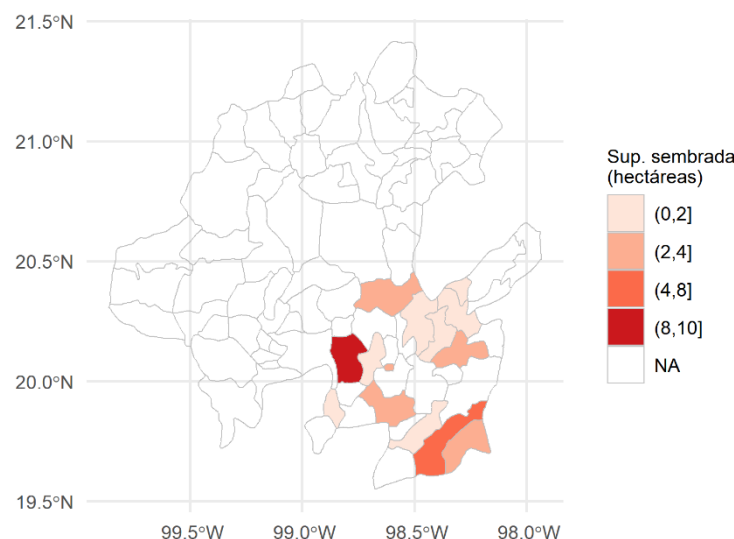 21.5°N
21.0°N
20.5°N
20.0°N
19.5°N
99.5°W
99.0°W
98.5°W
98.0°W
Sup. sembrada
(hectáreas)
(0,2]
(2,4]
(4,8]
(8,10]
NA